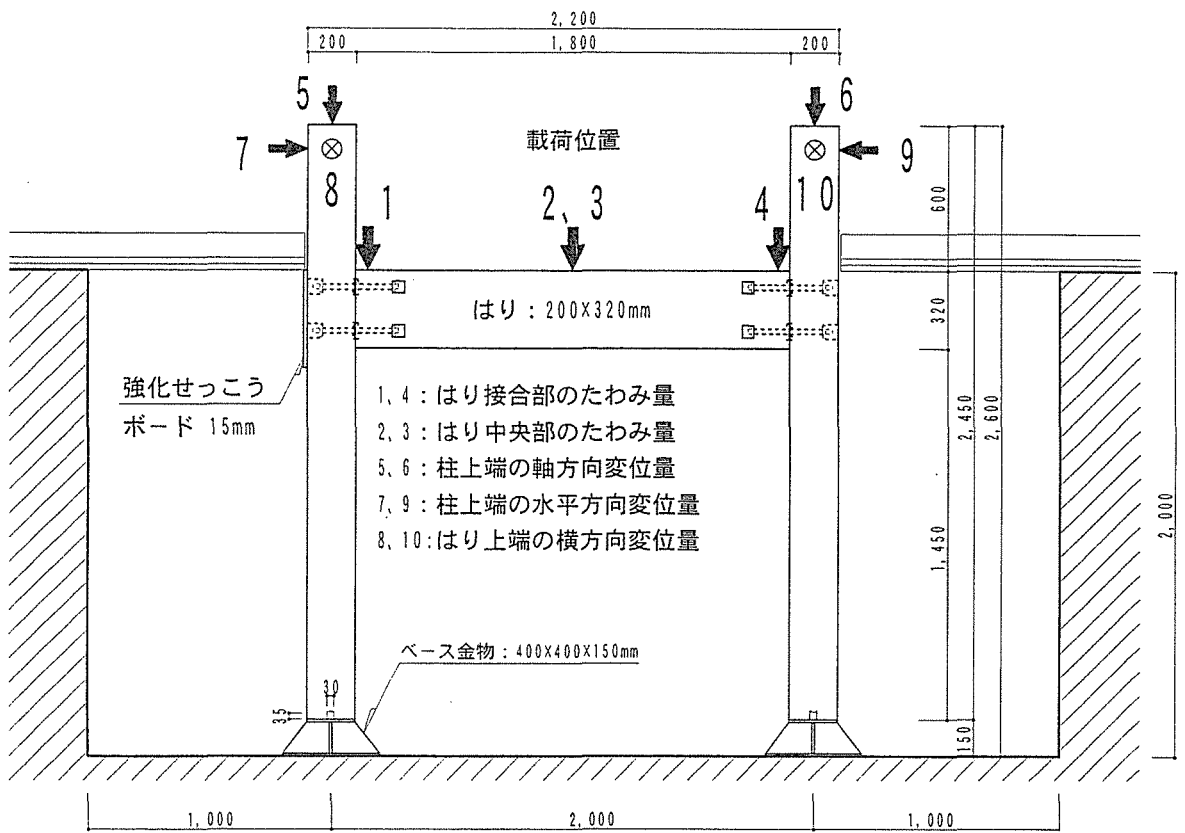 2,200
200
1,800
200
5
6
7
載荷位置
9
8
1
2、3
4
10
600
はり：200X320mm
320
強化せっこう
ボード 15mm
1,4：はり接合部のたわみ量
2,3：はり中央部のたわみ量
5,6：柱上端の軸方向変位量
7,9：柱上端の水平方向変位量
8,10：はり上端の横方向変位量
2,450
2,600
2,000
1,450
ベース金物：400X400X150mm
30
35
150
1,000
2,000
1,000